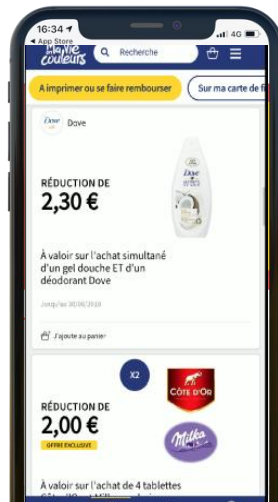 16:34
4G
◀ App Store
Ma Vie
Couleurs
Recherche
A imprimer ou se faire rembourser
Sur ma carte de fi
Dove
Dove
Dove
RÉDUCTION DE
2,30 €
À valoir sur l'achat simultané
d'un gel douche ET d'un
déodorant Dove
J'ajoute au panier
X2
CÔTE D'OR
RÉDUCTION DE
2,00 €
OFFRE EXCLUSIVE
Milka
À valoir sur l'achat de 4 tablettes